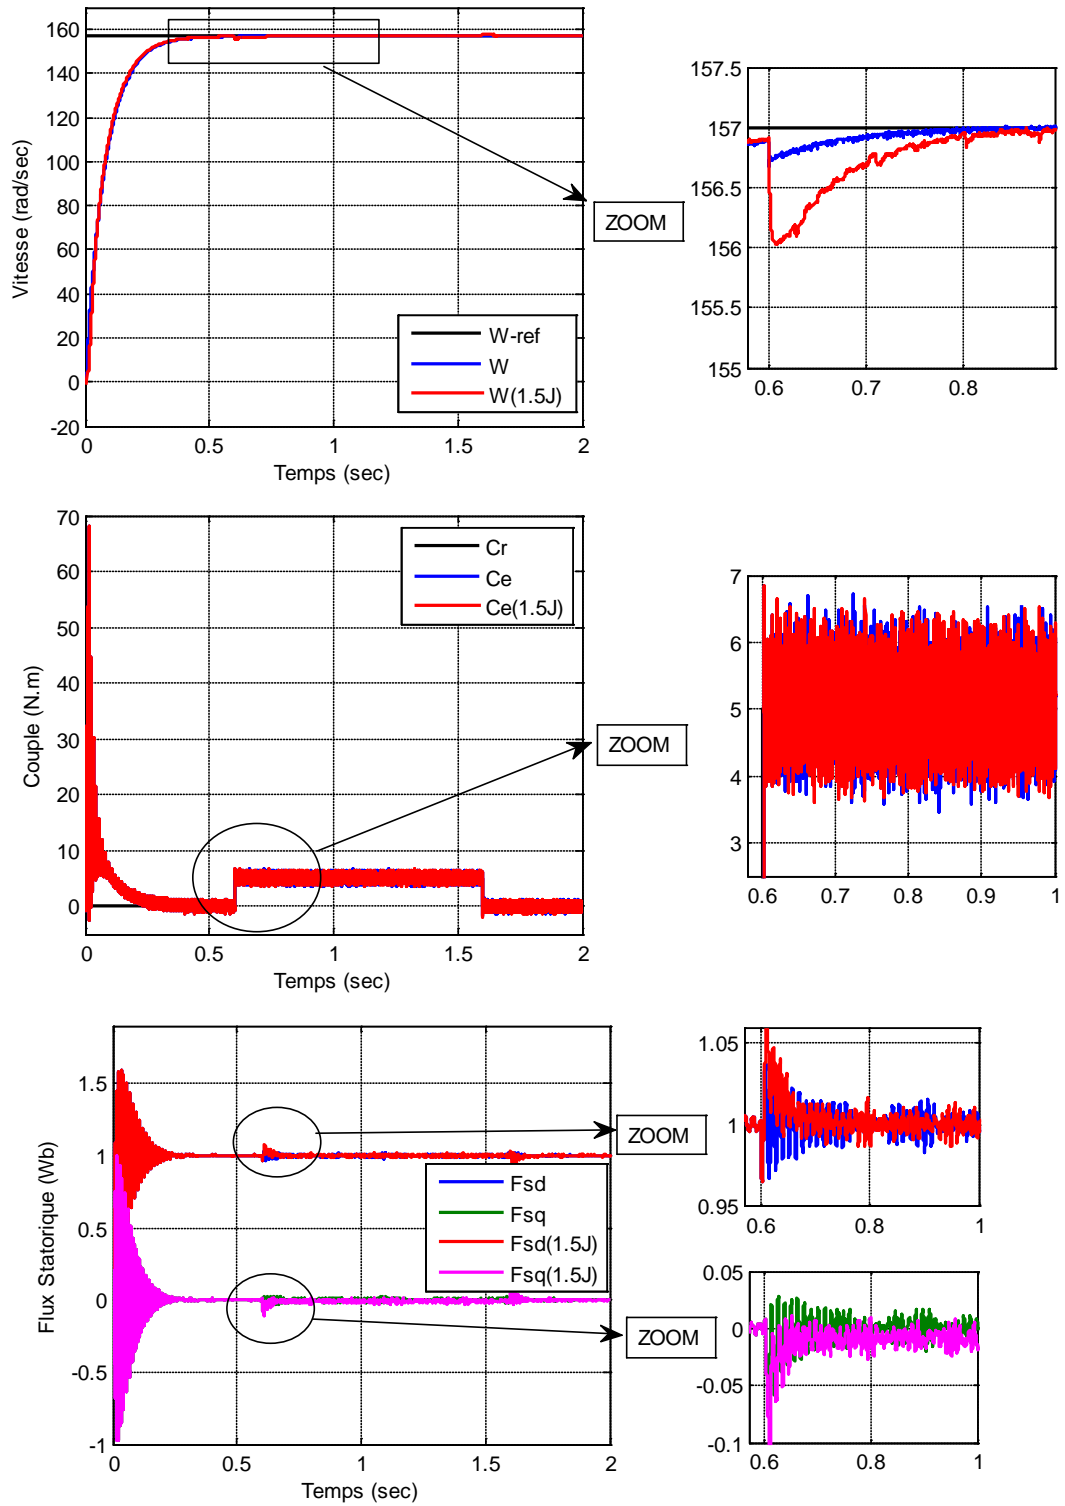 160
140
120
100
80
60
40
20
0
-20
Vitesse (rad/sec)
0 0.5 1 1.5 2
Temps (sec)
W-ref
W
W(1.5J)
ZOOM
157.5
157
156.5
156
155.5
155
0.6 0.7 0.8
70
60
50
40
30
20
10
0
Couple (N.m)
0 0.5 1 1.5 2
Temps (sec)
Cr
Ce
Ce(1.5J)
ZOOM
7
6
5
4
3
0.6 0.7 0.8 0.9 1
1.5
1
0.5
0
-0.5
-1
Flux Statorique (Wb)
0 0.5 1 1.5 2
Temps (sec)
Fsd
Fsq
Fsd(1.5J)
Fsq(1.5J)
ZOOM
ZOOM
1.05
1
0.95
0.6 0.8 1
0.05
0
-0.05
-0.1
0.6 0.8 1